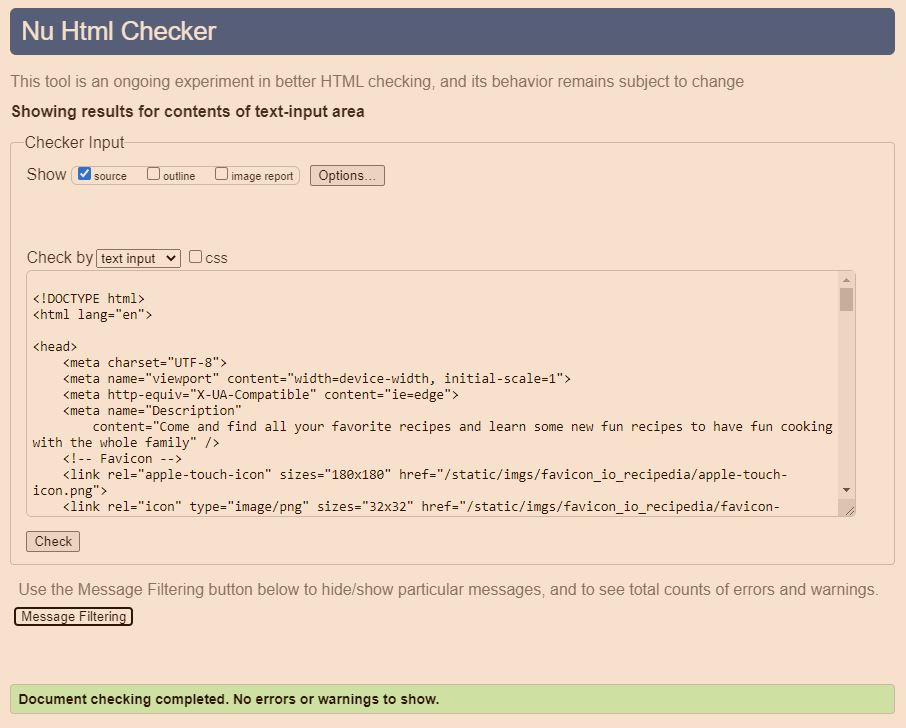 Nu Html Checker
This tool is an ongoing experiment in better HTML checking, and its behavior remains subject to change
Showing results for contents of text-input area
Checker Input
Show source outline image report Options...
Check by text input css
<!DOCTYPE html>
<html lang="en">
<head>
    <meta charset="UTF-8">
    <meta name="viewport" content="width=device-width, initial-scale=1">
    <meta http-equiv="X-UA-Compatible" content="ie=edge">
    <meta name="Description"
        content="Come and find all your favorite recipes and learn some new fun recipes to have fun cooking
with the whole family" />
    <!-- Favicon -->
    <link rel="apple-touch-icon" sizes="180x180" href="/static/imgs/favicon_io_recipedia/apple-touch-
icon.png">
    <link rel="icon" type="image/png" sizes="32x32" href="/static/imgs/favicon_io_recipedia/favicon-
Check
Use the Message Filtering button below to hide/show particular messages, and to see total counts of errors and warnings.
Message Filtering
Document checking completed. No errors or warnings to show.